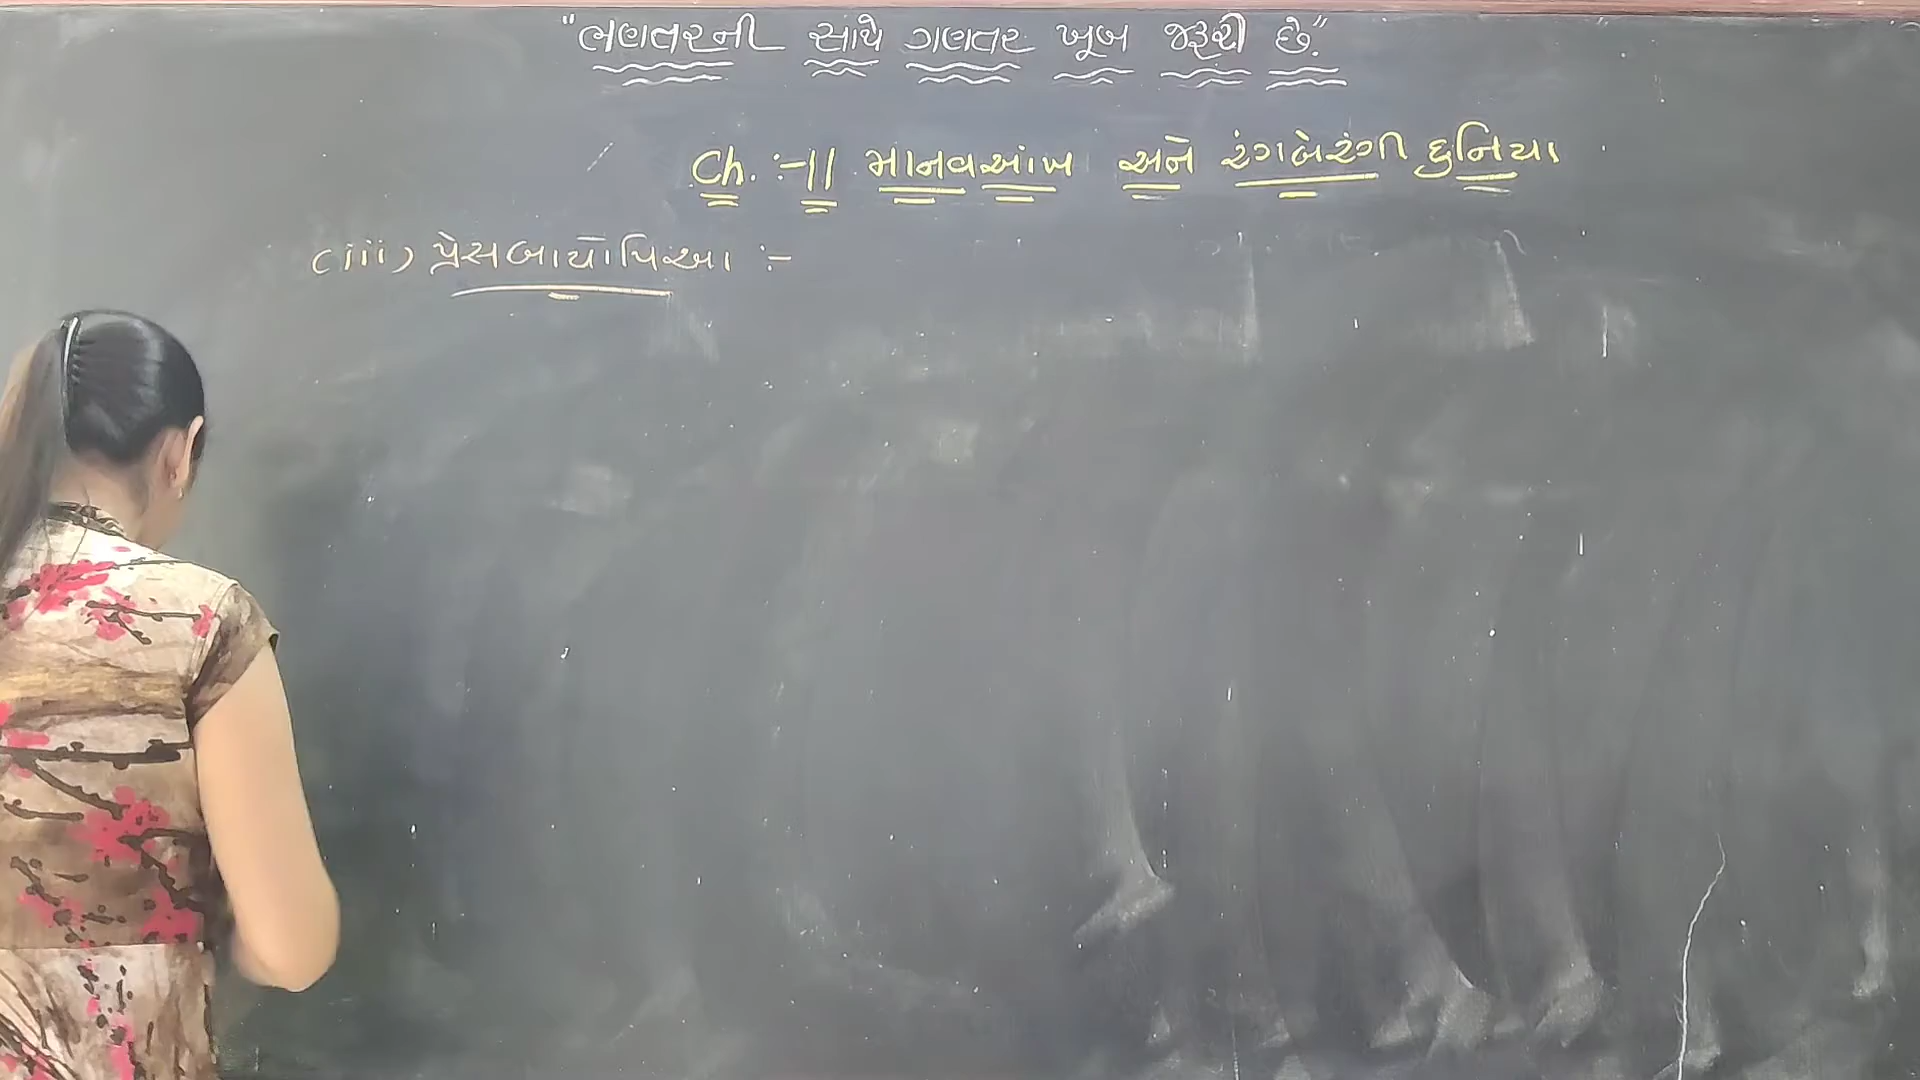 "ભણતરની સાથે ગણતર ખૂબ જરૂરી છે."
Ch. :-11 માનવઆંખ અને રંગબેરંગી દુનિયા
(iii) પ્રેસબાયોપિઆ :-